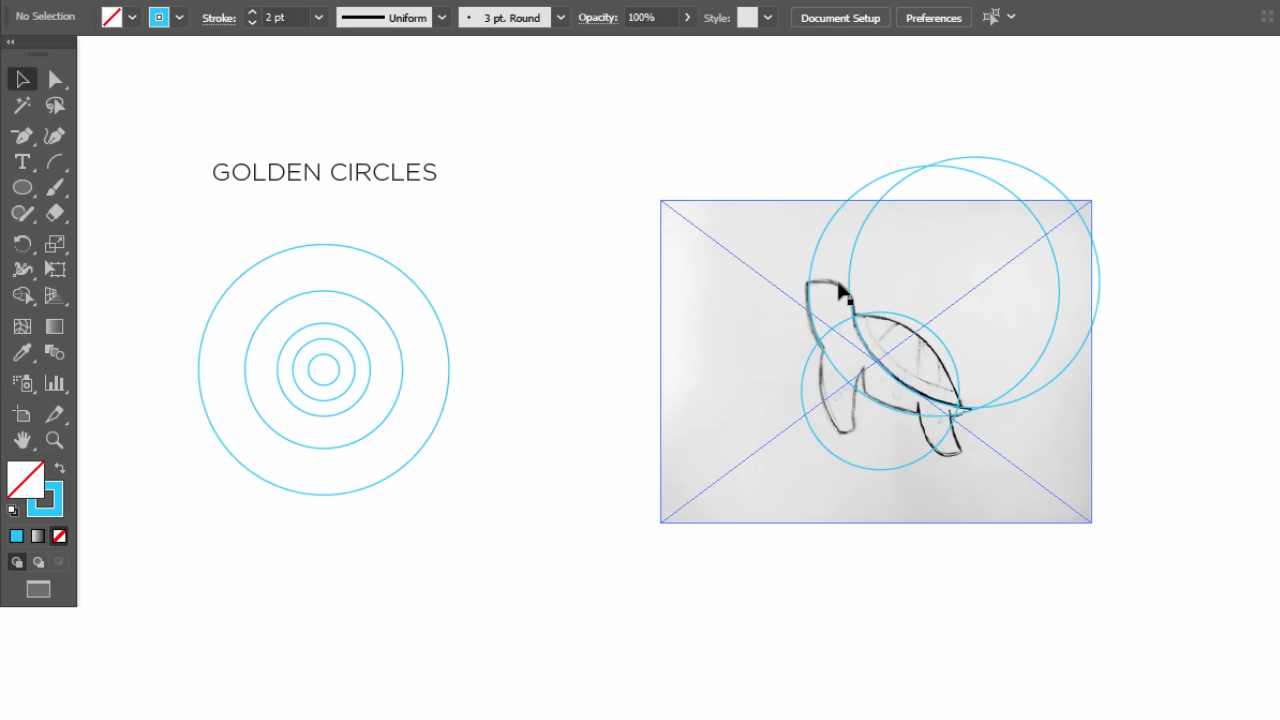 No Selection Stroke: 2 pt Uniform 3 pt. Round Opacity: 100% Style: Document Setup Preferences
GOLDEN CIRCLES